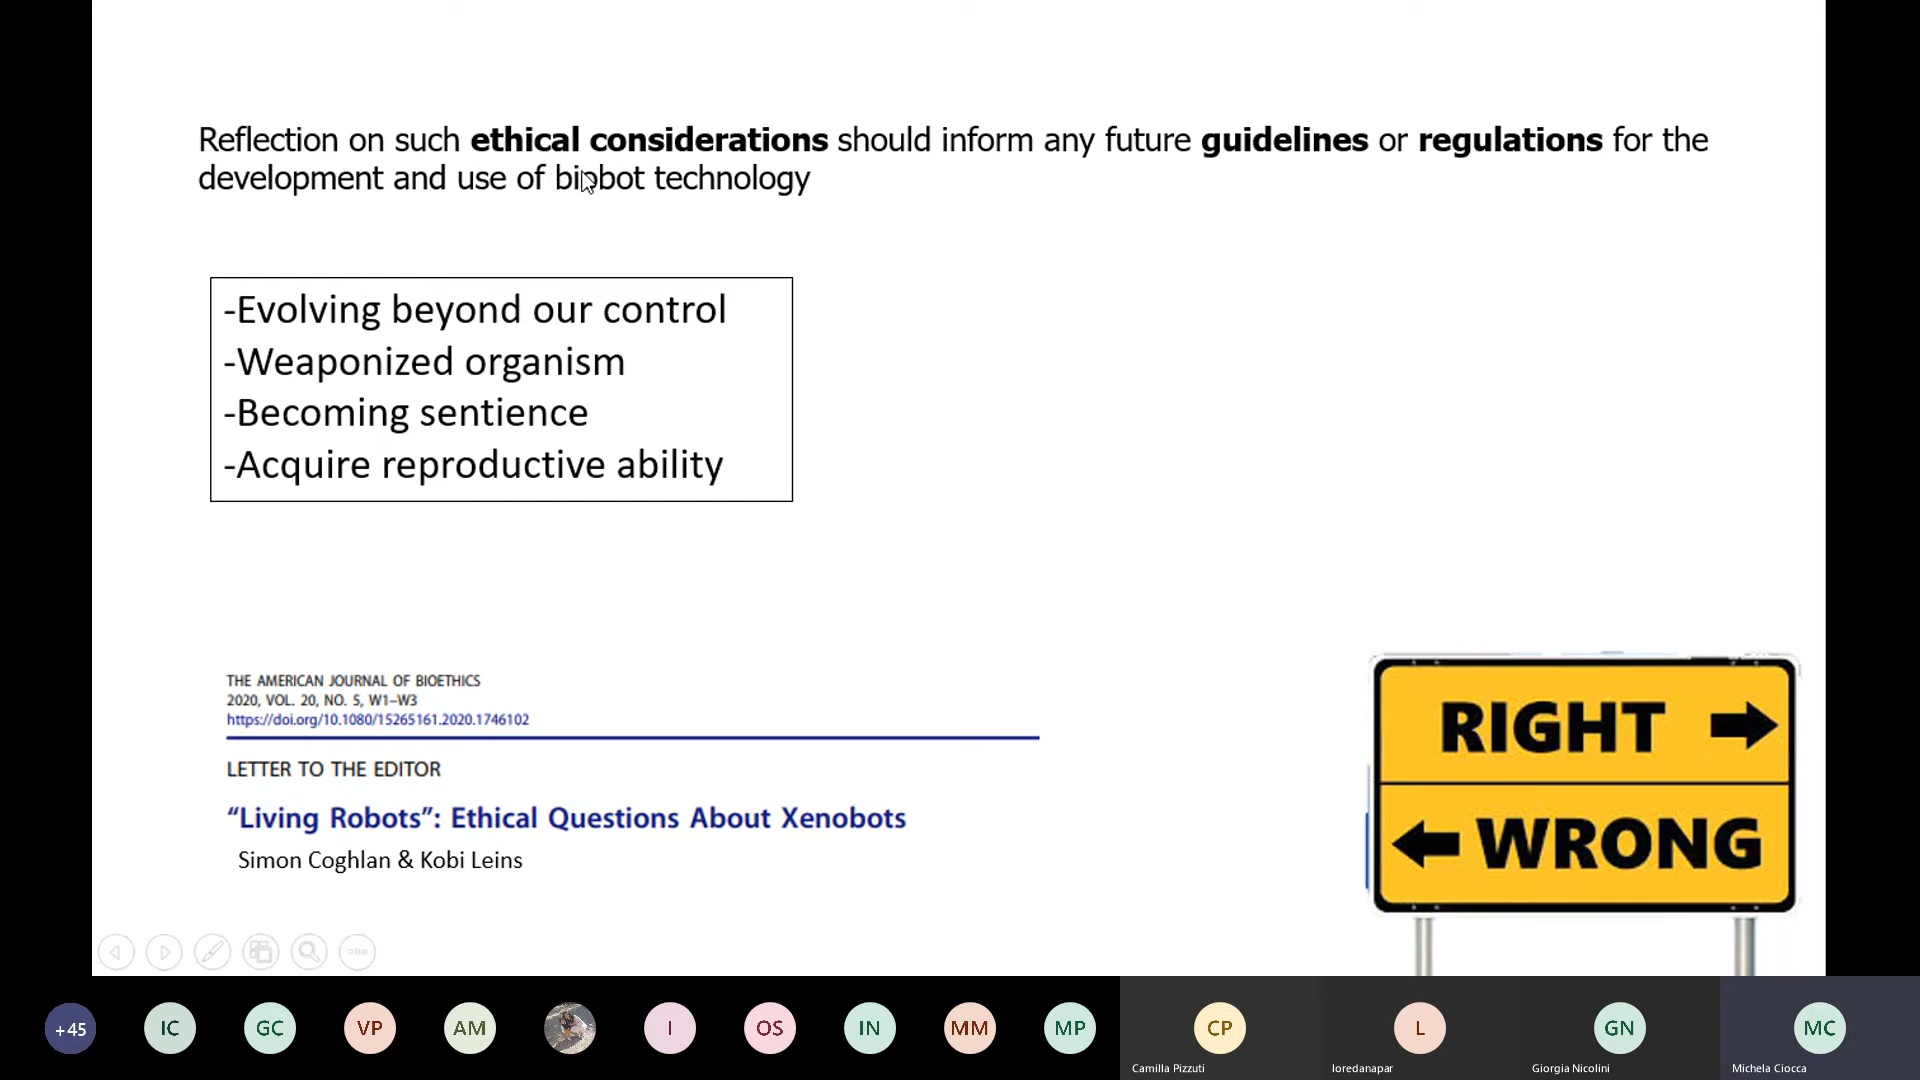 Reflection on such ethical considerations should inform any future guidelines or regulations for the
development and use of biobot technology
-Evolving beyond our control
-Weaponized organism
-Becoming sentience
-Acquire reproductive ability
THE AMERICAN JOURNAL OF BIOETHICS
2020, VOL. 20, NO. 5, W1–W3
https://doi.org/10.1080/15265161.2020.1746102
LETTER TO THE EDITOR
“Living Robots”: Ethical Questions About Xenobots
Simon Coghlan & Kobi Leins
RIGHT
WRONG
+45 IC GC VP AM I OS IN MM MP CP L GN MC
Camilla Pizzuti loredanapar Giorgia Nicolini Michela Ciocca